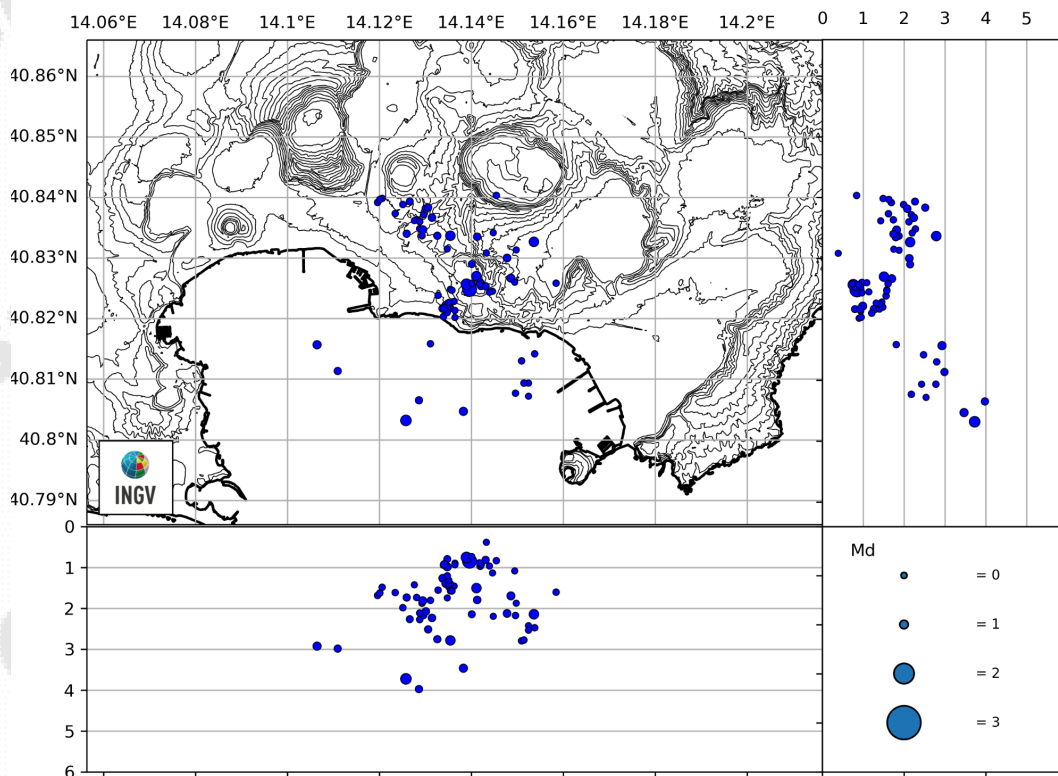 14.06°E 14.08°E 14.1°E 14.12°E 14.14°E 14.16°E 14.18°E 14.2°E 0 1 2 3 4 5
40.86°N
40.85°N
40.84°N
40.83°N
40.82°N
40.81°N
40.8°N
40.79°N
INGV
0
1
2
3
4
5
6
Md
= 0
= 1
= 2
= 3